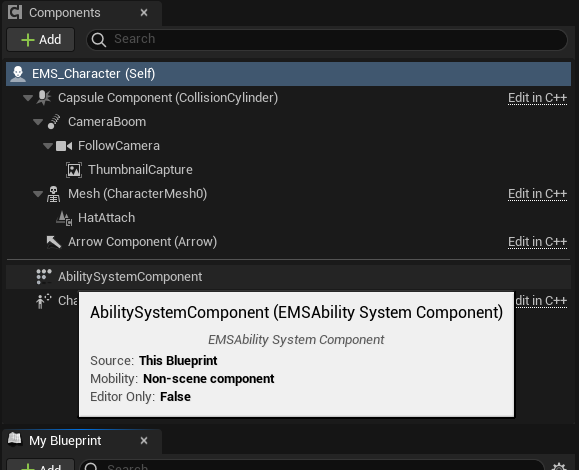 Components
Add
Search
EMS_Character (Self)
Capsule Component (CollisionCylinder) Edit in C++
CameraBoom
FollowCamera
ThumbnailCapture
Mesh (CharacterMesh0) Edit in C++
HatAttach
Arrow Component (Arrow) Edit in C++
AbilitySystemComponent
Cha dit in C++
AbilitySystemComponent (EMSAbility System Component)
EMSAbility System Component
Source: This Blueprint
Mobility: Non-scene component
Editor Only: False
My Blueprint
Add
Search